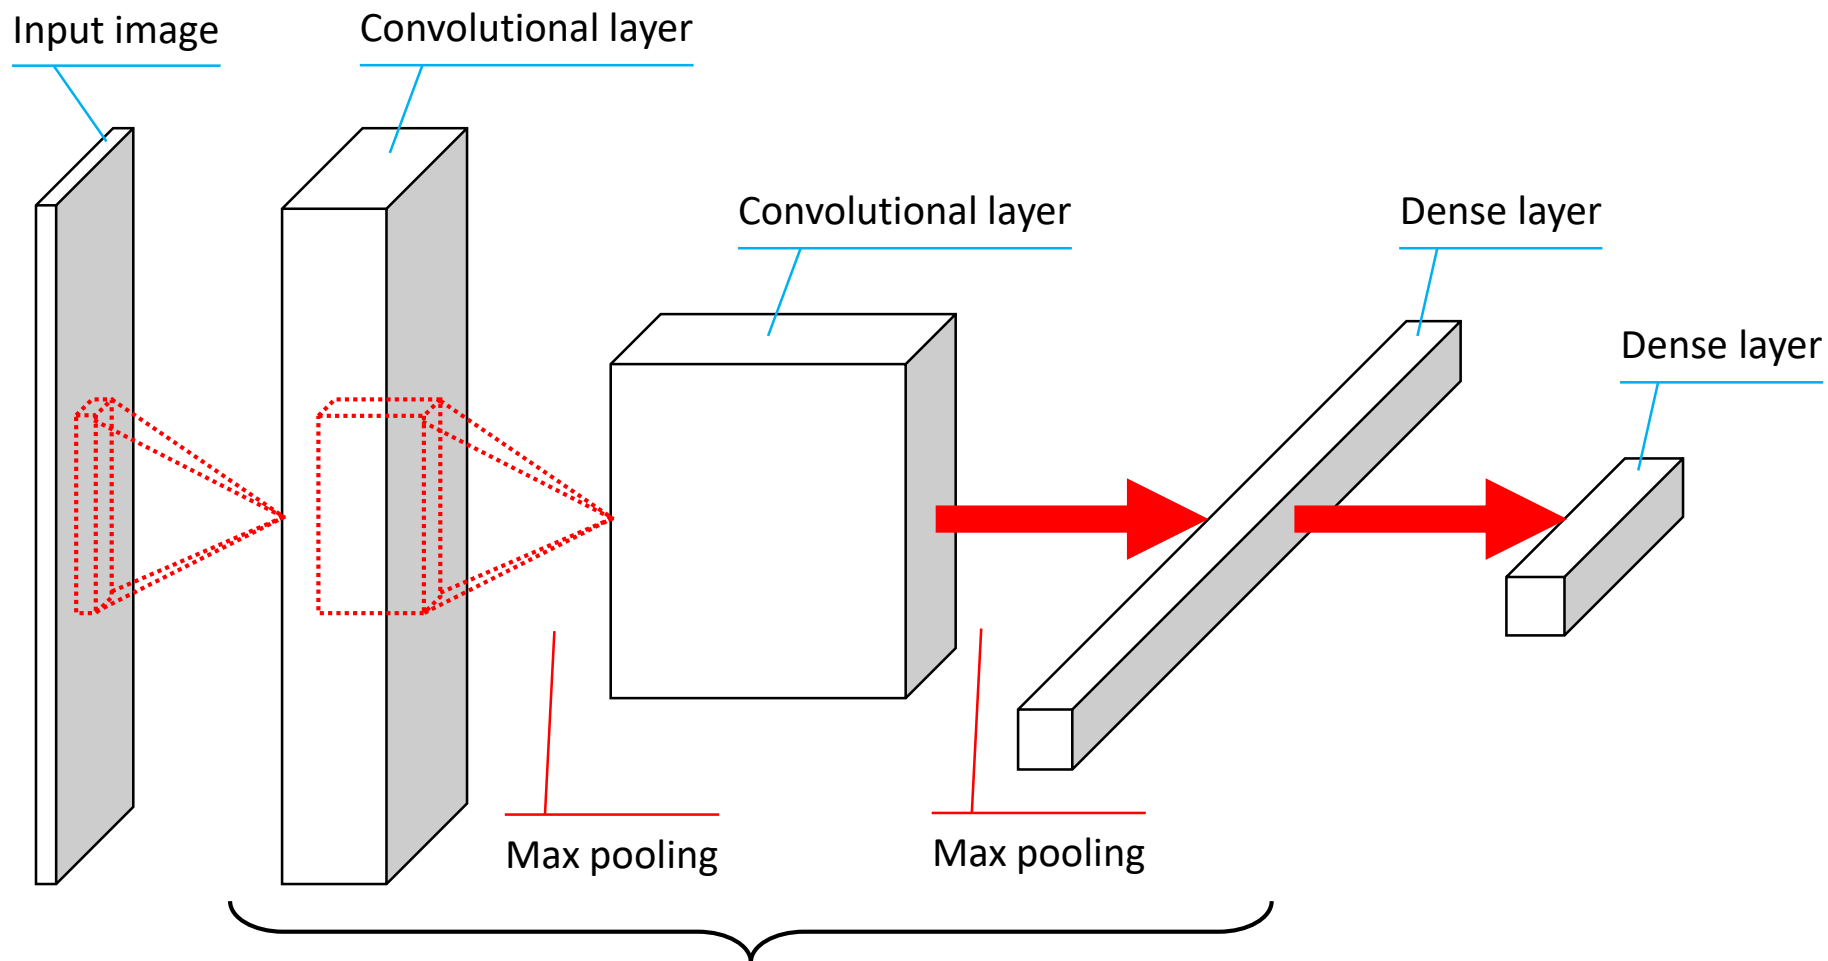 Input image
Convolutional layer
Convolutional layer
Dense layer
Dense layer
Max pooling
Max pooling